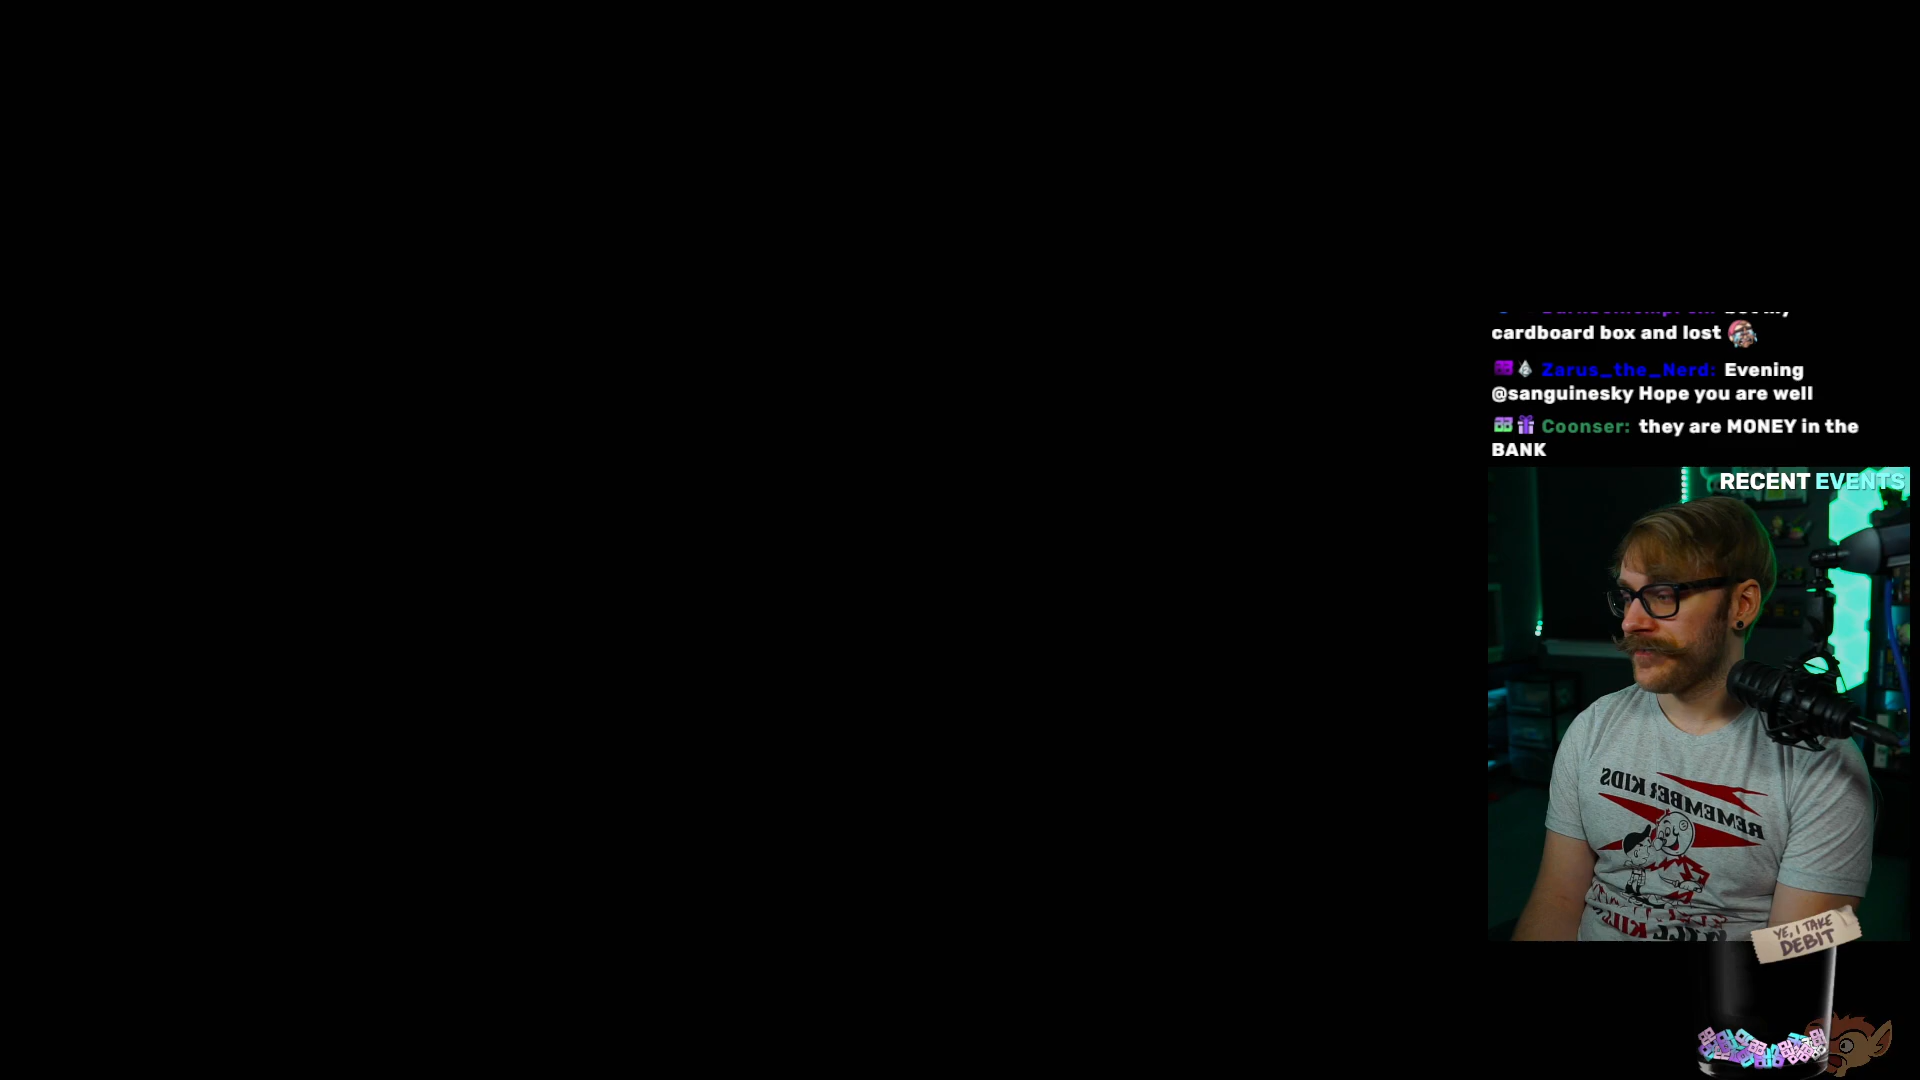 cardboard box and lost
Zarus_the_Nerd: Evening
@sanguinesky Hope you are well
Coonser: they are MONEY in the
BANK
RECENT EVENTS
REMEMBER KIDS
YE, I TAKE
DEBIT